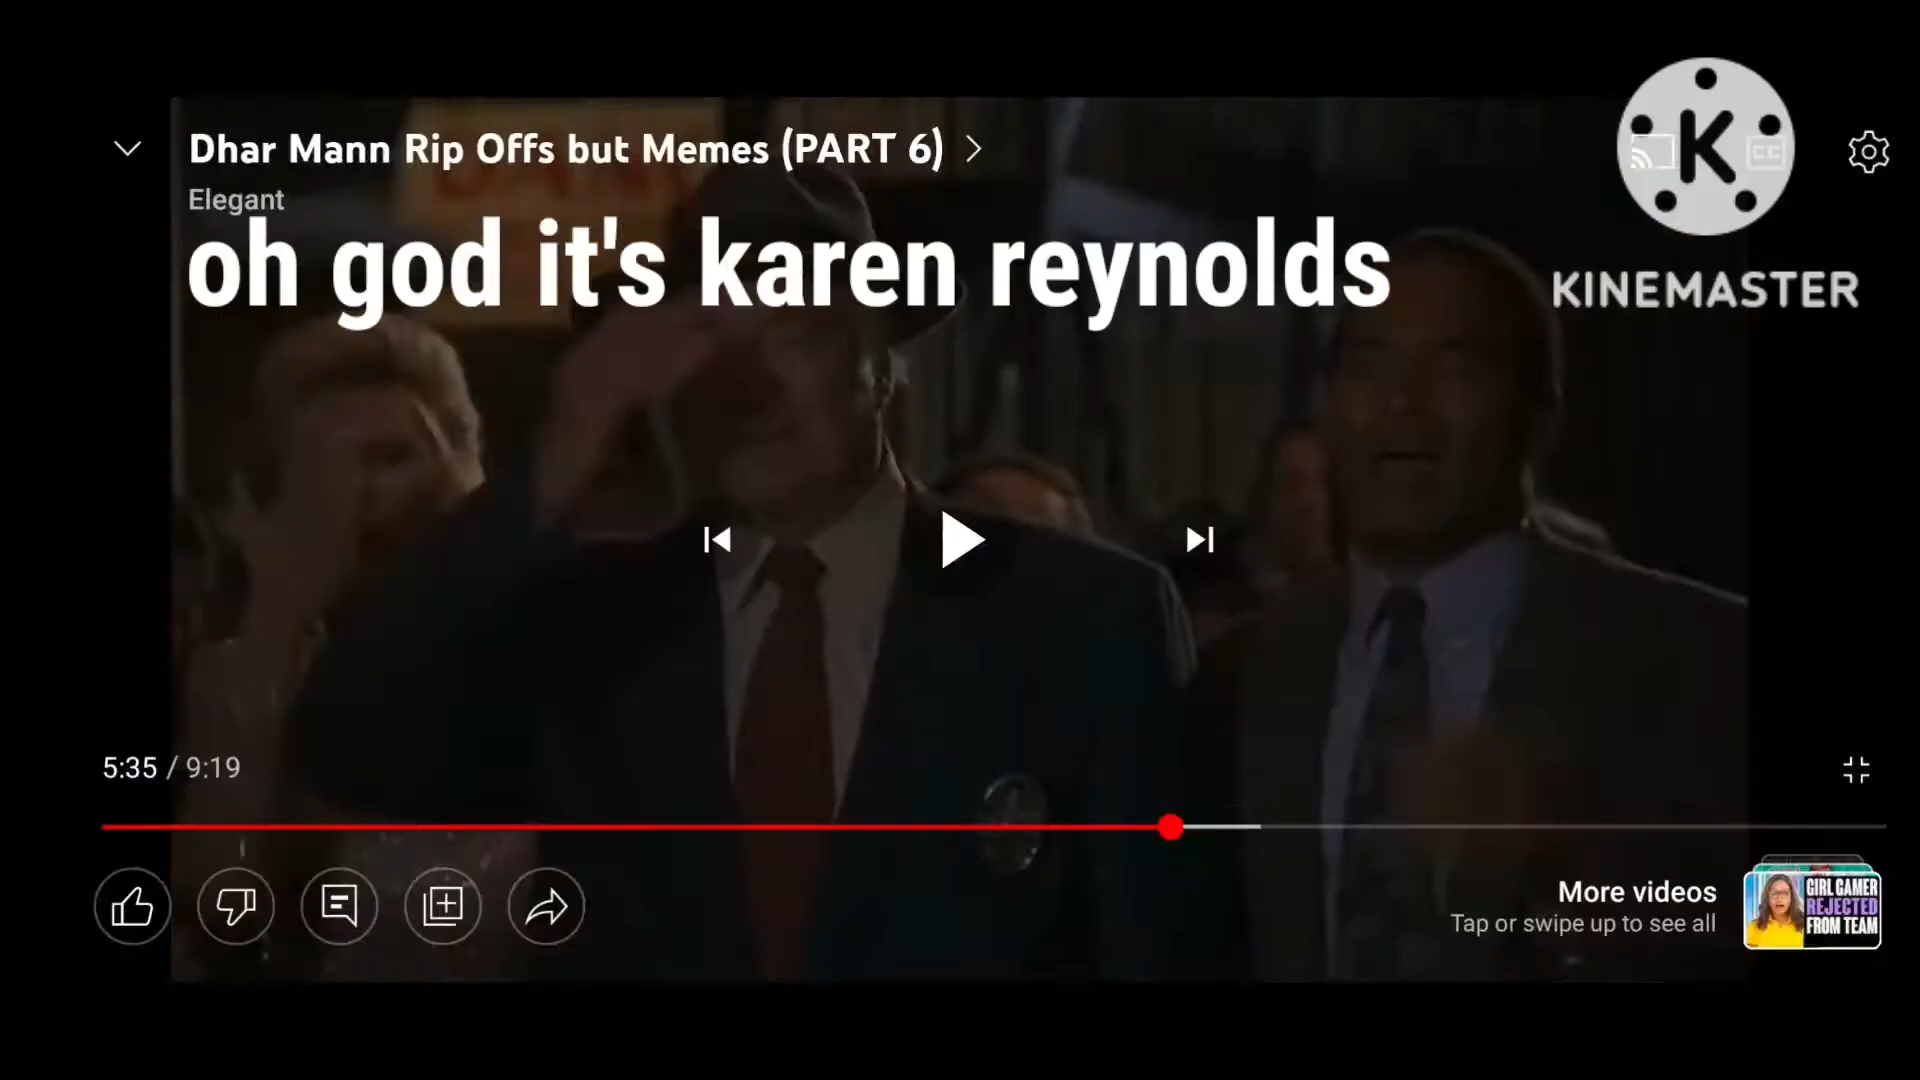 Dhar Mann Rip Offs but Memes (PART 6)
Elegant
oh god it's karen reynolds
K
CC
KINEMASTER
5:35 / 9:19
More videos
Tap or swipe up to see all
GIRL GAMER
REJECTED
FROM TEAM